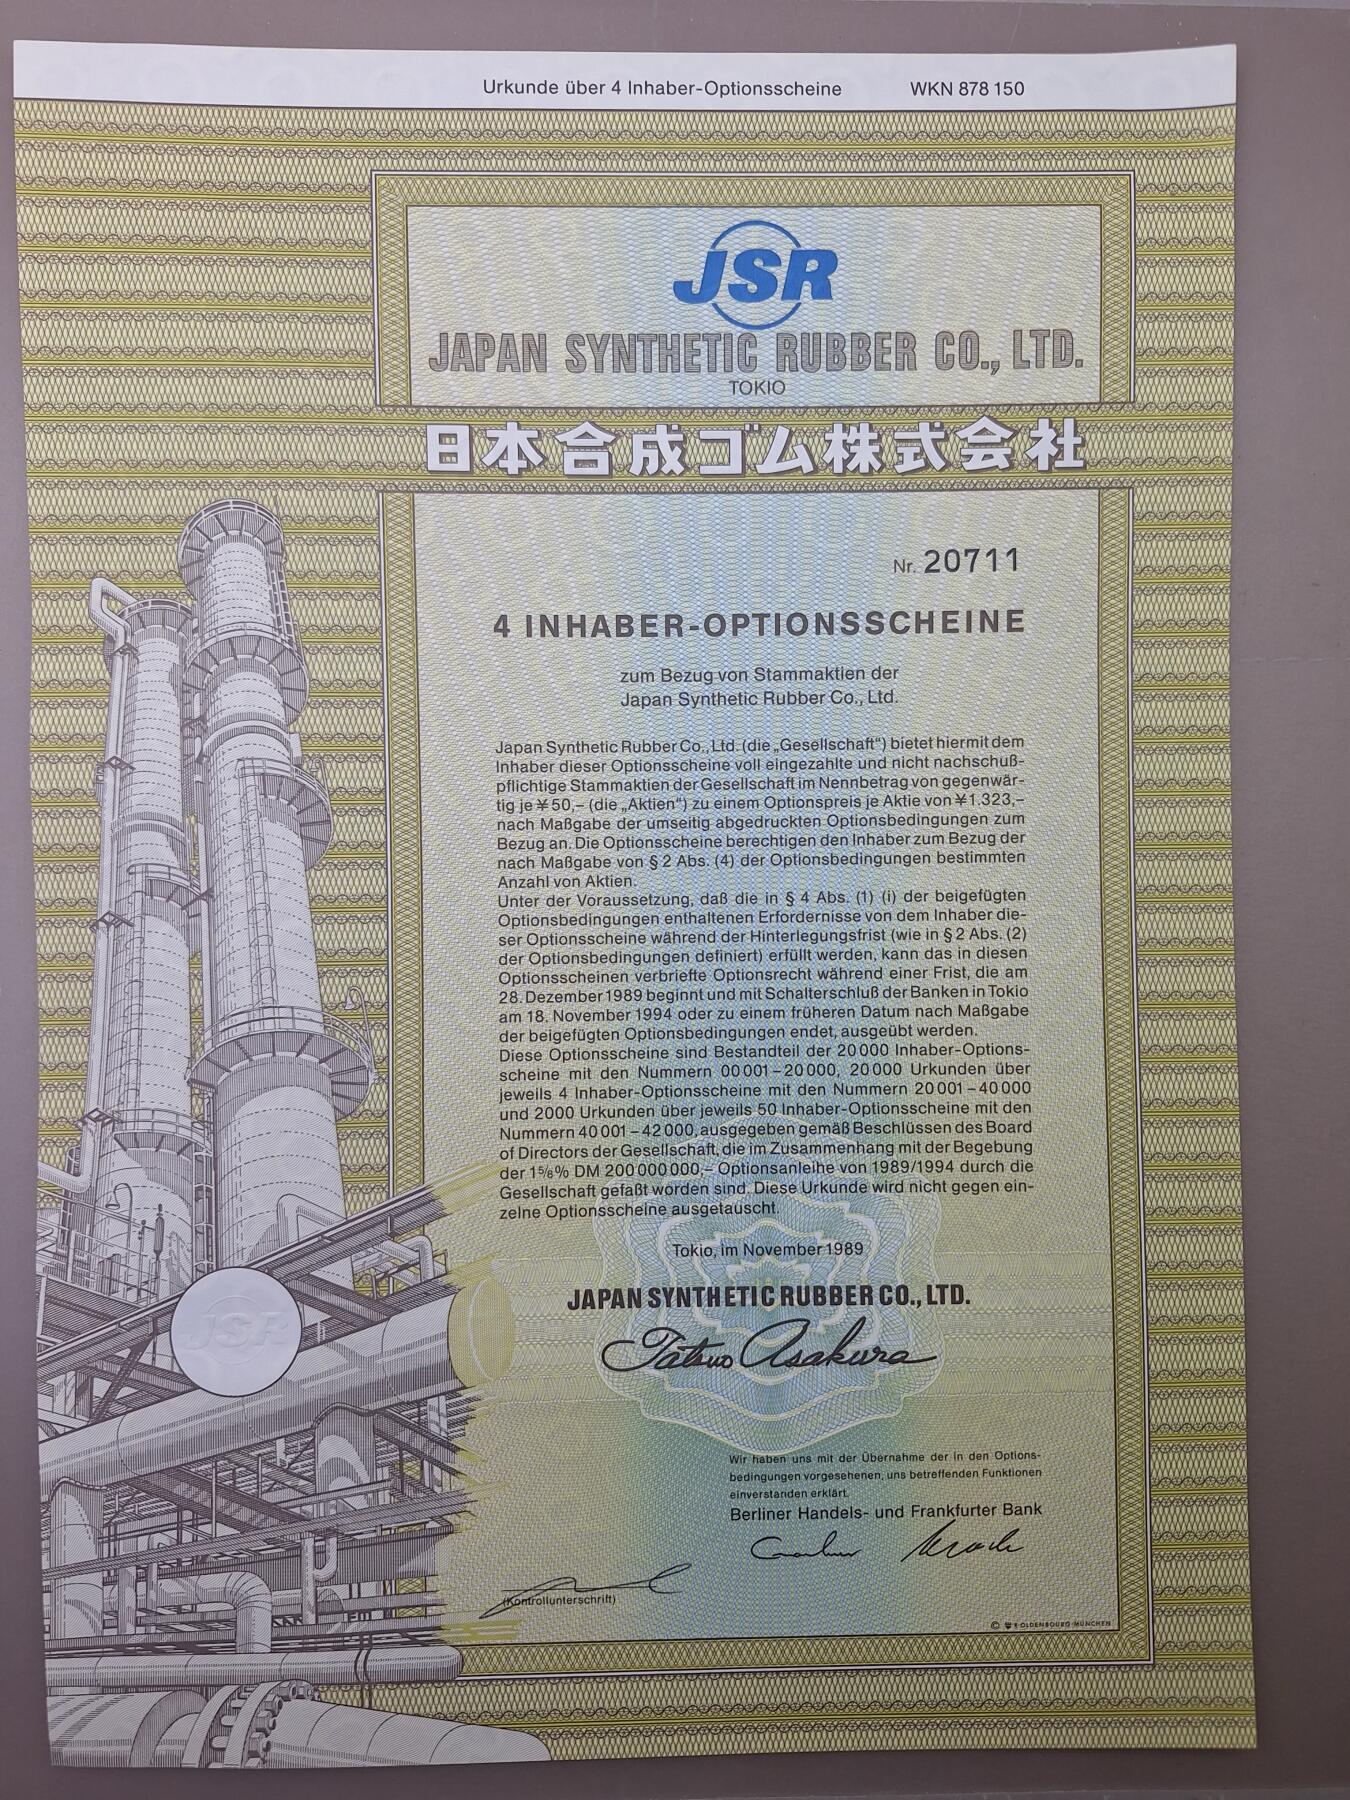 Urkunde über 4 Inhaber-Optionsscheine WKN 878 150
JSR
JAPAN SYNTHETIC RUBBER CO., LTD.
TOKIO
日本合成ゴム株式会社
Nr. 20711
4 INHABER-OPTIONSSCHEINE
zum Bezug von Stammaktien der
Japan Synthetic Rubber Co., Ltd.
Japan Synthetic Rubber Co., Ltd. (die „Gesellschaft“) bietet hiermit dem
Inhaber dieser Optionsscheine voll eingezahlte und nicht nachschuß-
pflichtige Stammaktien der Gesellschaft im Nennbetrag von gegenwär-
tig je ¥ 50,– (die „Aktien“) zu einem Optionspreis je Aktie von ¥ 1.323,–
nach Maßgabe der umseitig abgedruckten Optionsbedingungen zum
Bezug an. Die Optionsscheine berechtigen den Inhaber zum Bezug der
nach Maßgabe von § 2 Abs. (4) der Optionsbedingungen bestimmten
Anzahl von Aktien.
Unter der Voraussetzung, daß die in § 4 Abs. (1) (i) der beigefügten
Optionsbedingungen enthaltenen Erfordernisse von dem Inhaber die-
ser Optionsscheine während der Hinterlegungsfrist (wie in § 2 Abs. (2)
der Optionsbedingungen definiert) erfüllt werden, kann das in diesen
Optionsscheinen verbriefte Optionsrecht während einer Frist, die am
28. Dezember 1989 beginnt und mit Schalterschluß der Banken in Tokio
am 18. November 1994 oder zu einem früheren Datum nach Maßgabe
der beigefügten Optionsbedingungen endet, ausgeübt werden.
Diese Optionsscheine sind Bestandteil der 20 000 Inhaber-Options-
scheine mit den Nummern 00 001 – 20 000, 20 000 Urkunden über
jeweils 4 Inhaber-Optionsscheine mit den Nummern 20 001 – 40 000
und 2000 Urkunden über jeweils 50 Inhaber-Optionsscheine mit den
Nummern 40 001 – 42 000, ausgegeben gemäß Beschlüssen des Board
of Directors der Gesellschaft, die im Zusammenhang mit der Begebung
der 1⅝% DM 200 000 000,– Optionsanleihe von 1989/1994 durch die
Gesellschaft gefaßt worden sind. Diese Urkunde wird nicht gegen ein-
zelne Optionsscheine ausgetauscht.
Tokio, im November 1989
JAPAN SYNTHETIC RUBBER CO., LTD.
Tatsuo Asakura
JSR
Wir haben uns mit der Übernahme der in den Options-
bedingungen vorgesehenen, uns betreffenden Funktionen
einverstanden erklärt.
Berliner Handels- und Frankfurter Bank
(Kontrollunterschrift)
© R·OLDENBOURG·MÜNCHEN